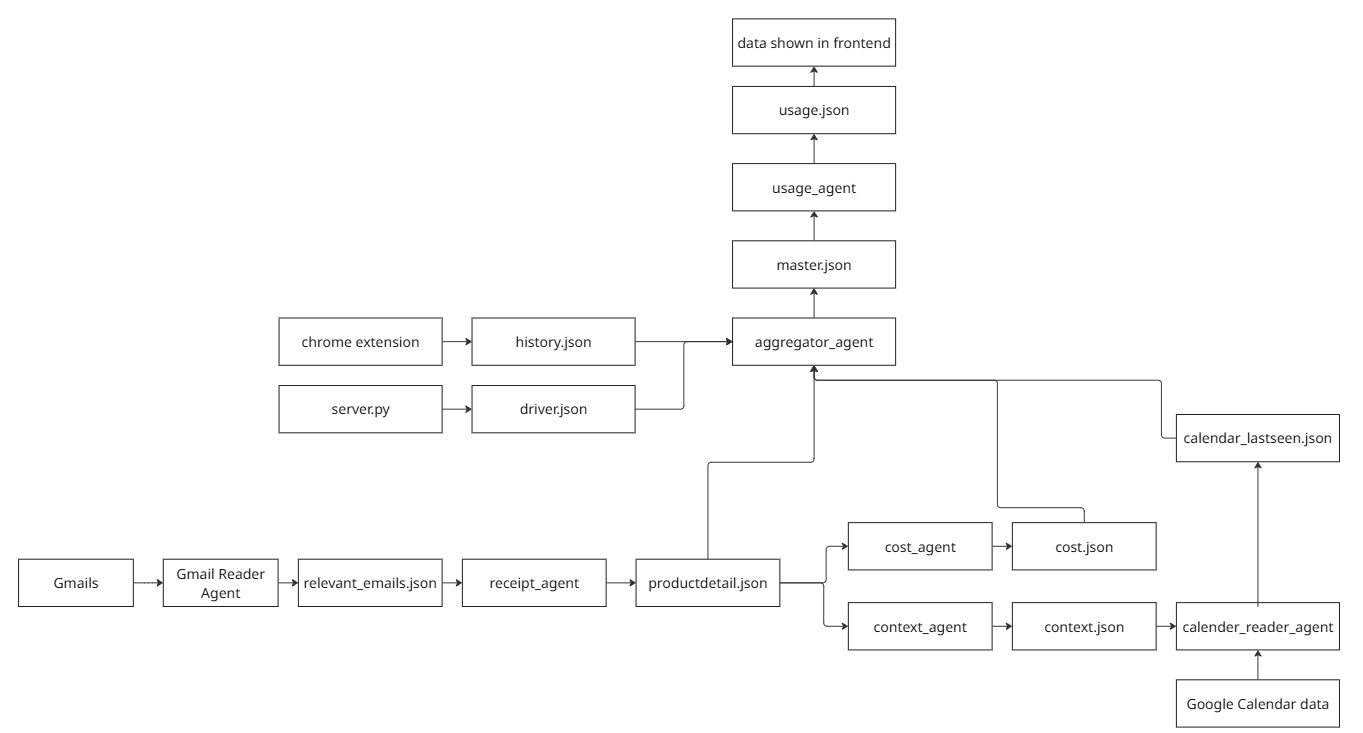 data shown in frontend
usage.json
usage_agent
master.json
chrome extension
history.json
aggregator_agent
server.py
driver.json
calendar_lastseen.json
cost_agent
cost.json
Gmails
Gmail Reader
Agent
relevant_emails.json
receipt_agent
productdetail.json
context_agent
context.json
calender_reader_agent
Google Calendar data